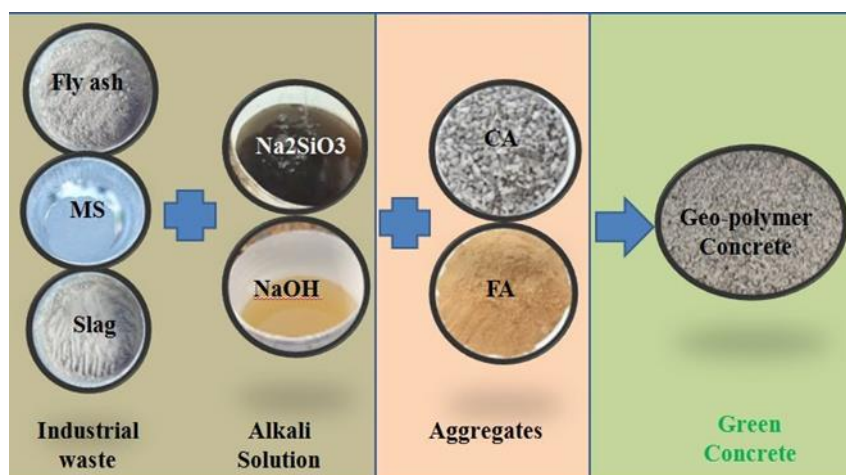 Fly ash
MS
Slag
Industrial
waste
Na2SiO3
NaOH
Alkali
Solution
CA
FA
Aggregates
Geo-polymer
Concrete
Green
Concrete